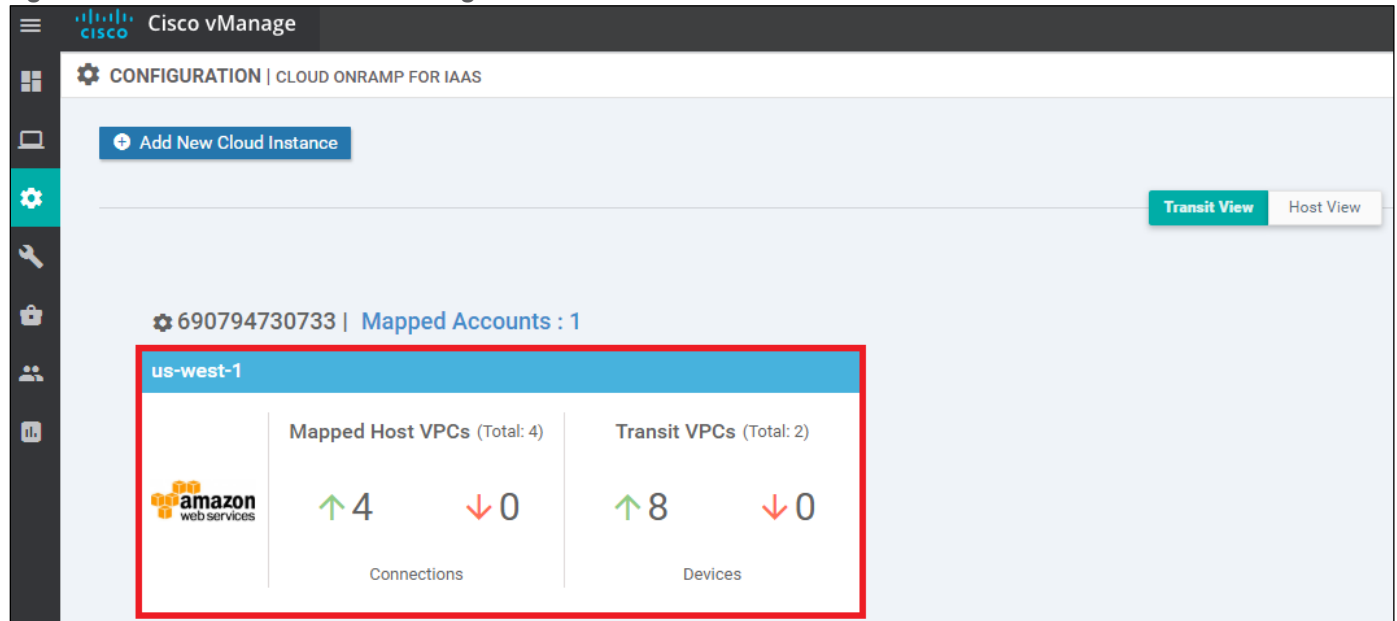 cisco Cisco vManage
CONFIGURATION | CLOUD ONRAMP FOR IAAS
Add New Cloud Instance
Transit View Host View
690794730733 | Mapped Accounts : 1
us-west-1
Mapped Host VPCs (Total: 4) Transit VPCs (Total: 2)
amazon
web services
4 0 8 0
Connections Devices